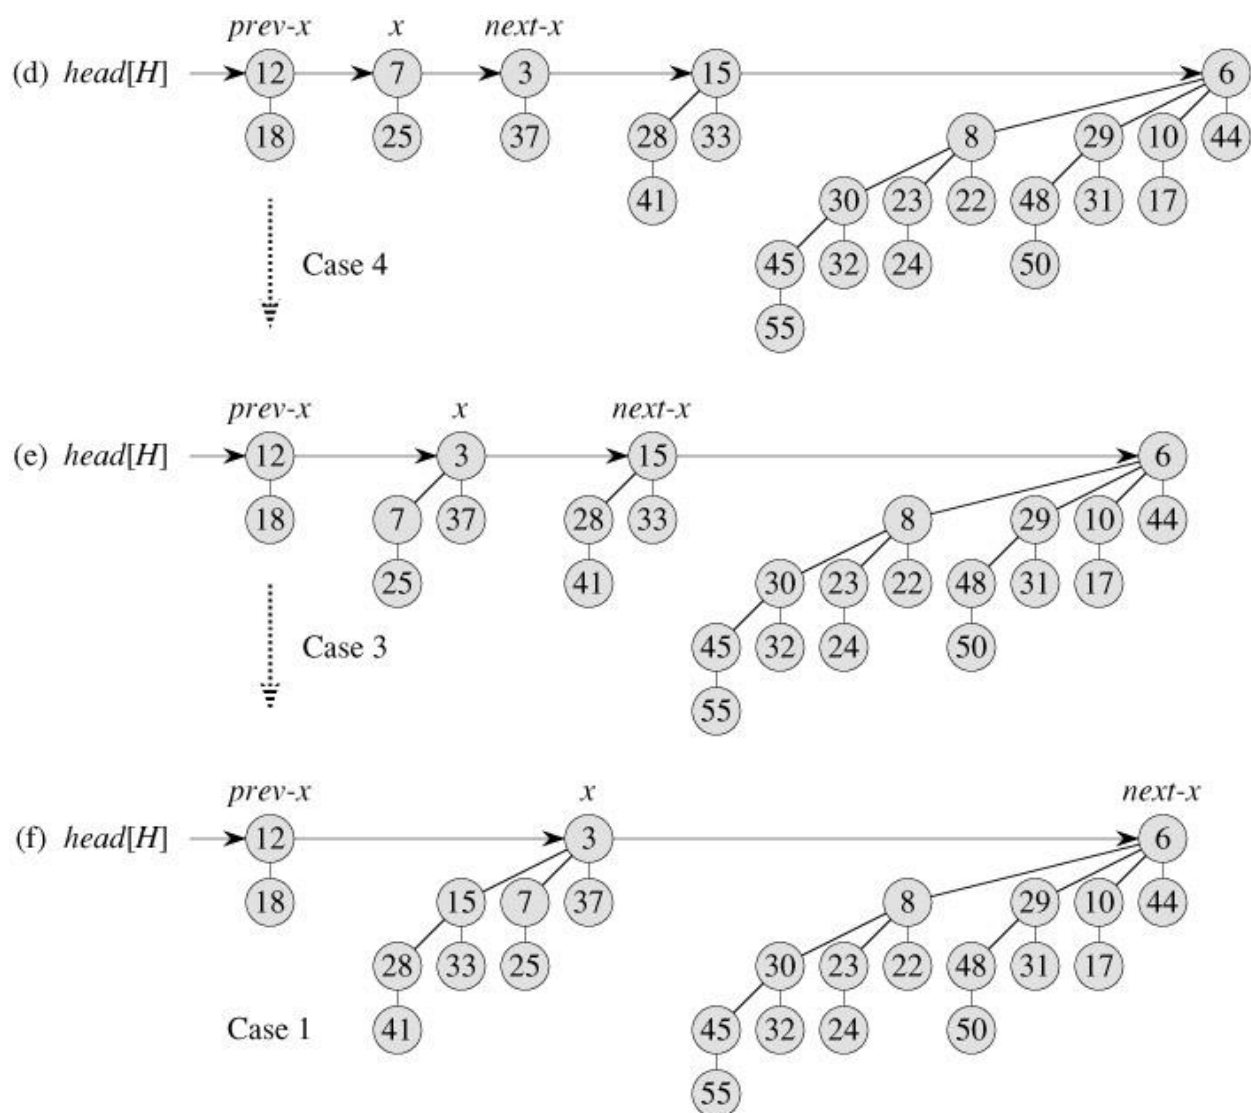 prev-x x next-x
(d) head[H] 12 7 3 15 6
18 25 37 28 33 8 29 10 44
41 30 23 22 48 31 17
Case 4 45 32 24 50
55
prev-x x next-x
(e) head[H] 12 3 15 6
18 7 37 28 33 8 29 10 44
25 41 30 23 22 48 31 17
Case 3 45 32 24 50
55
prev-x x next-x
(f) head[H] 12 3 6
18 15 7 37 8 29 10 44
28 33 25 30 23 22 48 31 17
Case 1 41 45 32 24 50
55